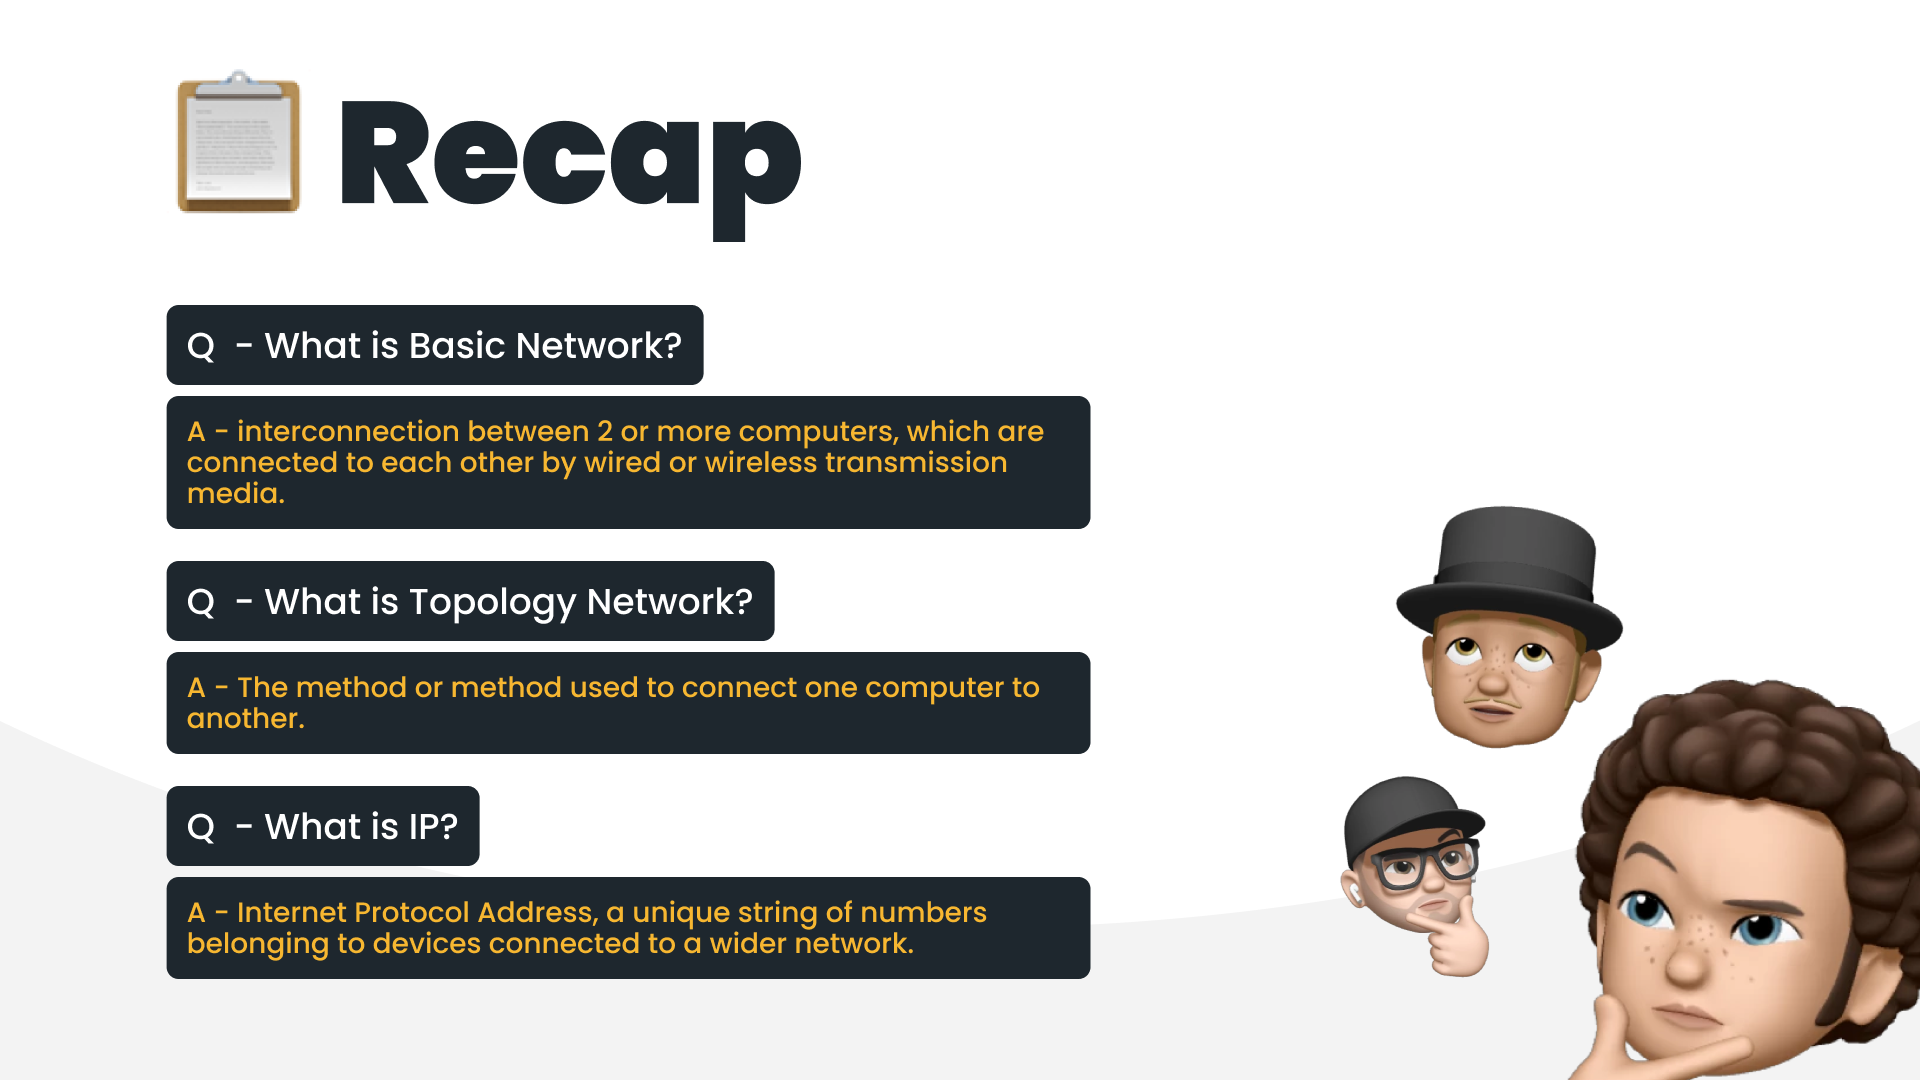 Recap
Q - What is Basic Network?
A - interconnection between 2 or more computers, which are
connected to each other by wired or wireless transmission
media.
Q - What is Topology Network?
A - The method or method used to connect one computer to
another.
Q - What is IP?
A - Internet Protocol Address, a unique string of numbers
belonging to devices connected to a wider network.